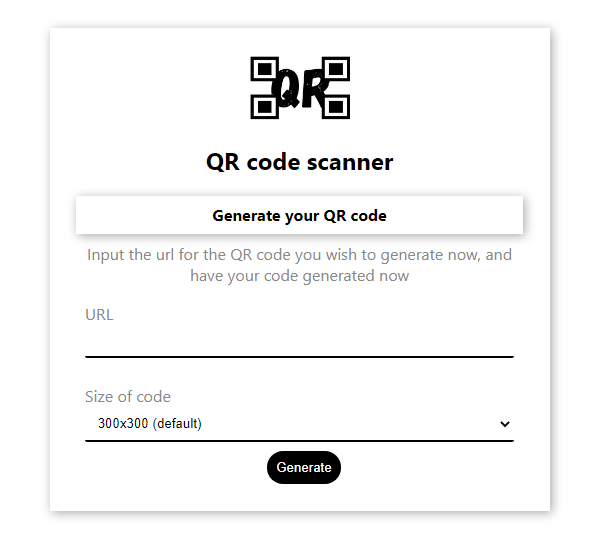 QR
QR code scanner
Generate your QR code
Input the url for the QR code you wish to generate now, and
have your code generated now
URL
Size of code
300x300 (default)
Generate